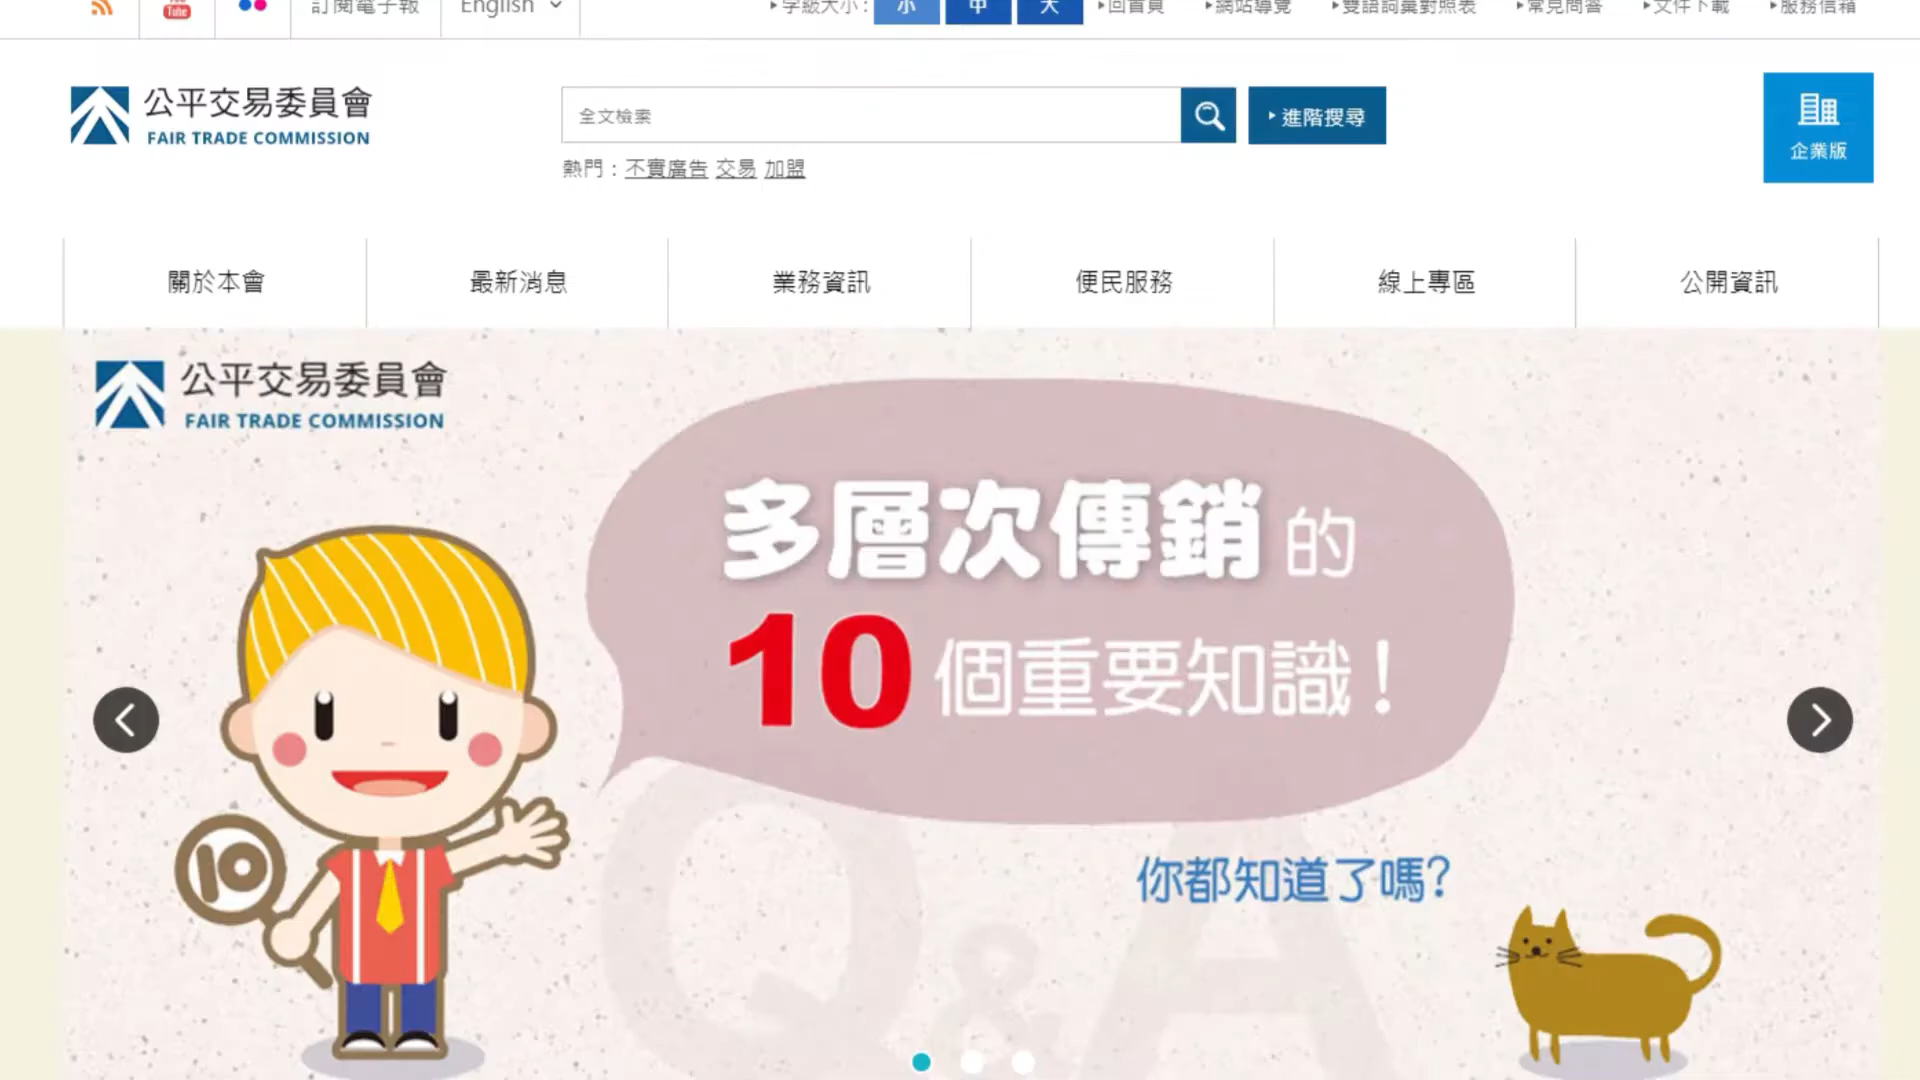 You Tube
訂閱電子報
English
字級大小：
小
中
大
回首頁
網站導覽
雙語詞彙對照表
常見問答
文件下載
服務信箱
公平交易委員會
FAIR TRADE COMMISSION
全文檢索
進階搜尋
企業版
熱門：不實廣告 交易 加盟
關於本會
最新消息
業務資訊
便民服務
線上專區
公開資訊
公平交易委員會
FAIR TRADE COMMISSION
多層次傳銷的
10個重要知識！
Q&A
你都知道了嗎？
10